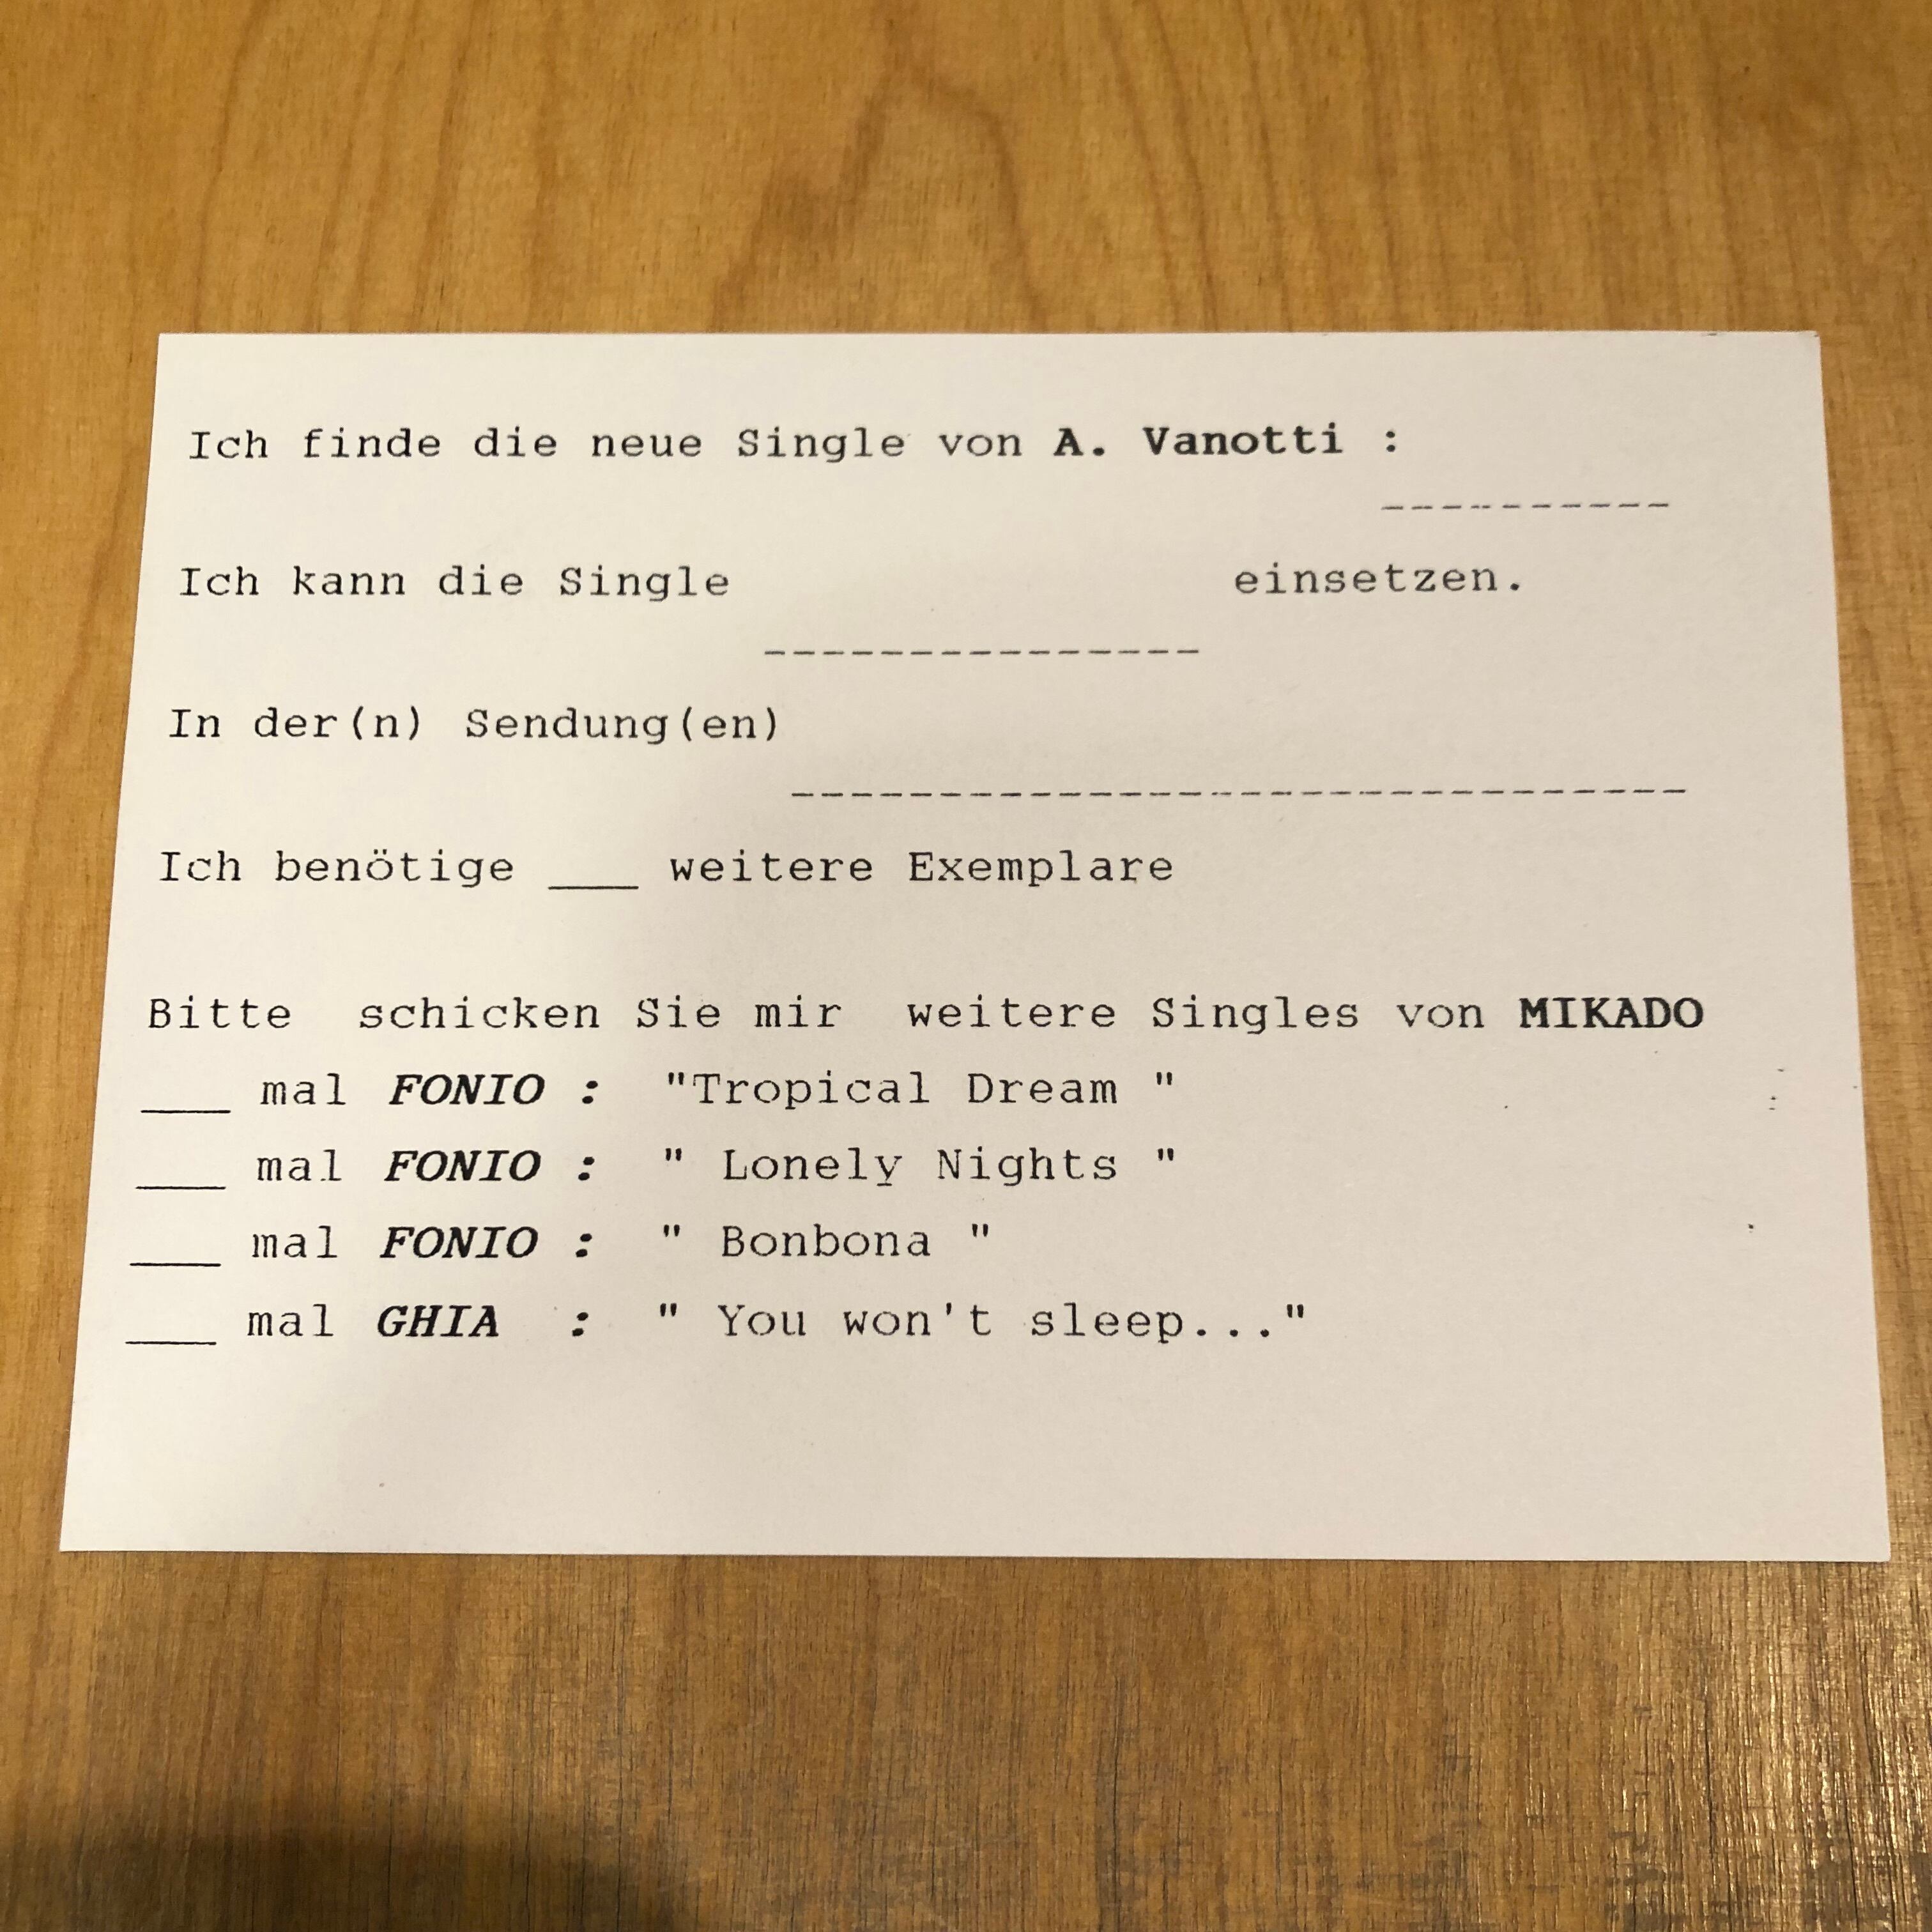 Ich finde die neue Single von A. Vanotti :
----------
Ich kann die Single                einsetzen.
---------------
In der(n) Sendung(en)
-------------------------------
Ich benötige ___ weitere Exemplare
Bitte  schicken Sie mir  weitere Singles von MIKADO
___ mal FONIO :  "Tropical Dream "
___ mal FONIO :  " Lonely Nights "
___ mal FONIO :  " Bonbona "
___ mal GHIA  :  " You won't sleep..."